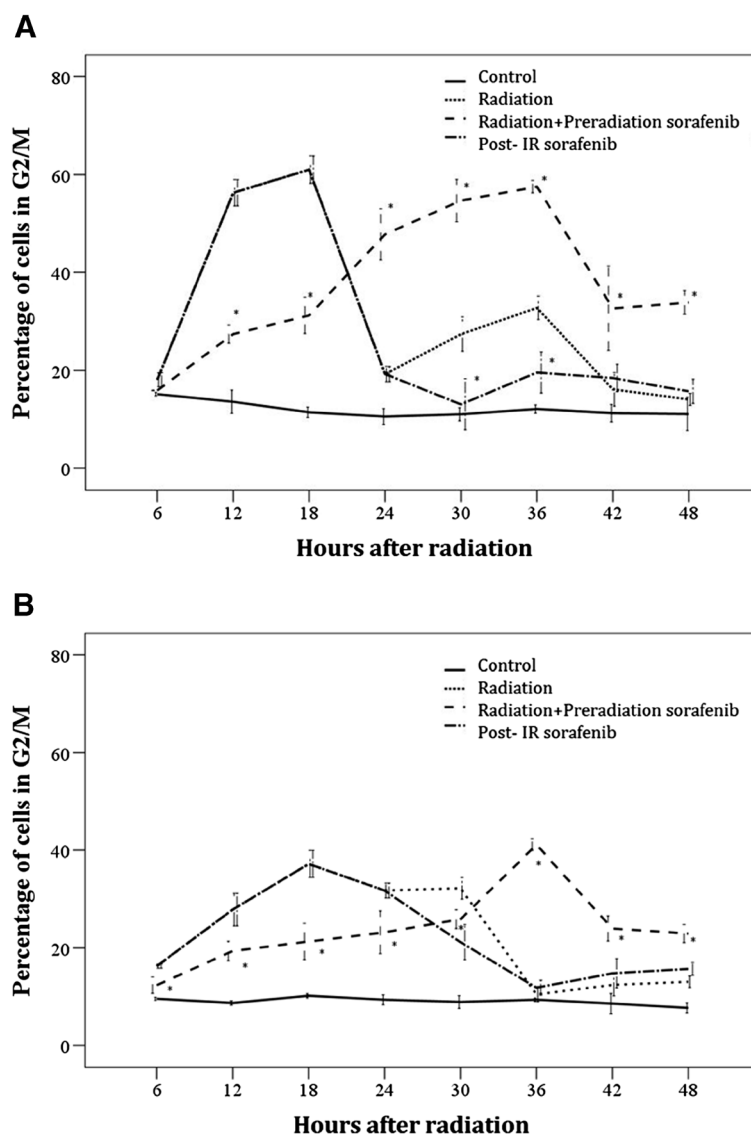 A
Percentage of cells in G2/M
80
60
40
20
0
Control
Radiation
Radiation+Preradiation sorafenib
Post- IR sorafenib
* * * * * * * * *
6 12 18 24 30 36 42 48
Hours after radiation
B
Percentage of cells in G2/M
80
60
40
20
0
Control
Radiation
Radiation+Preradiation sorafenib
Post- IR sorafenib
* * * * * * * *
6 12 18 24 30 36 42 48
Hours after radiation